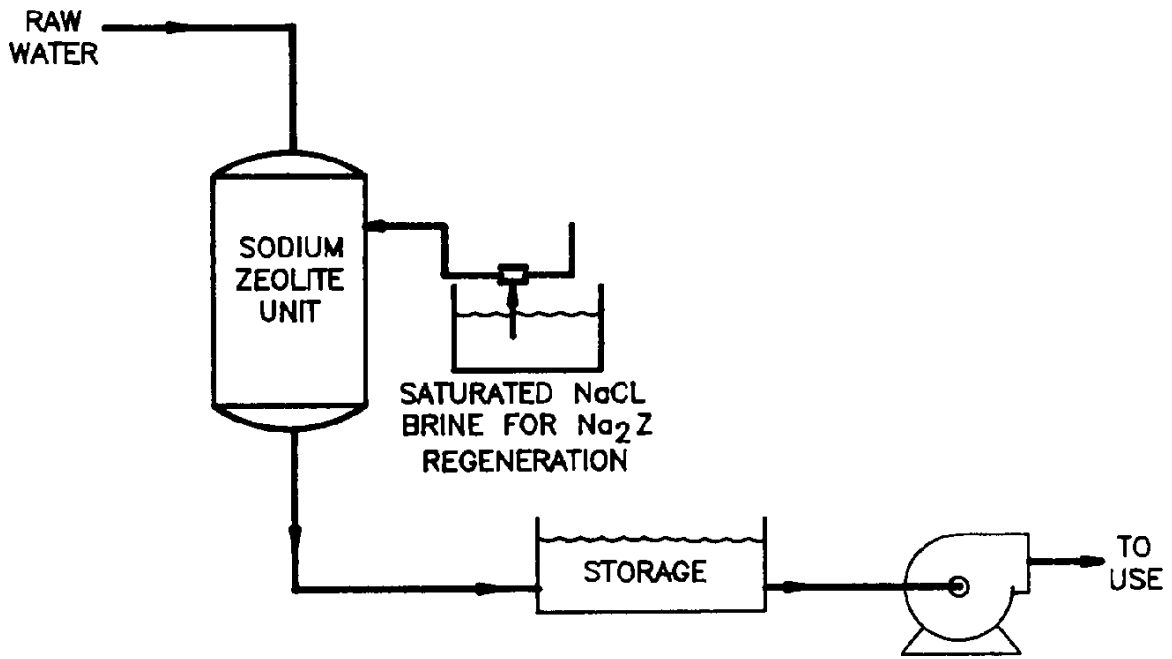 RAW
WATER
SODIUM
ZEOLITE
UNIT
SATURATED NaCL
BRINE FOR Na₂Z
REGENERATION
STORAGE
TO
USE